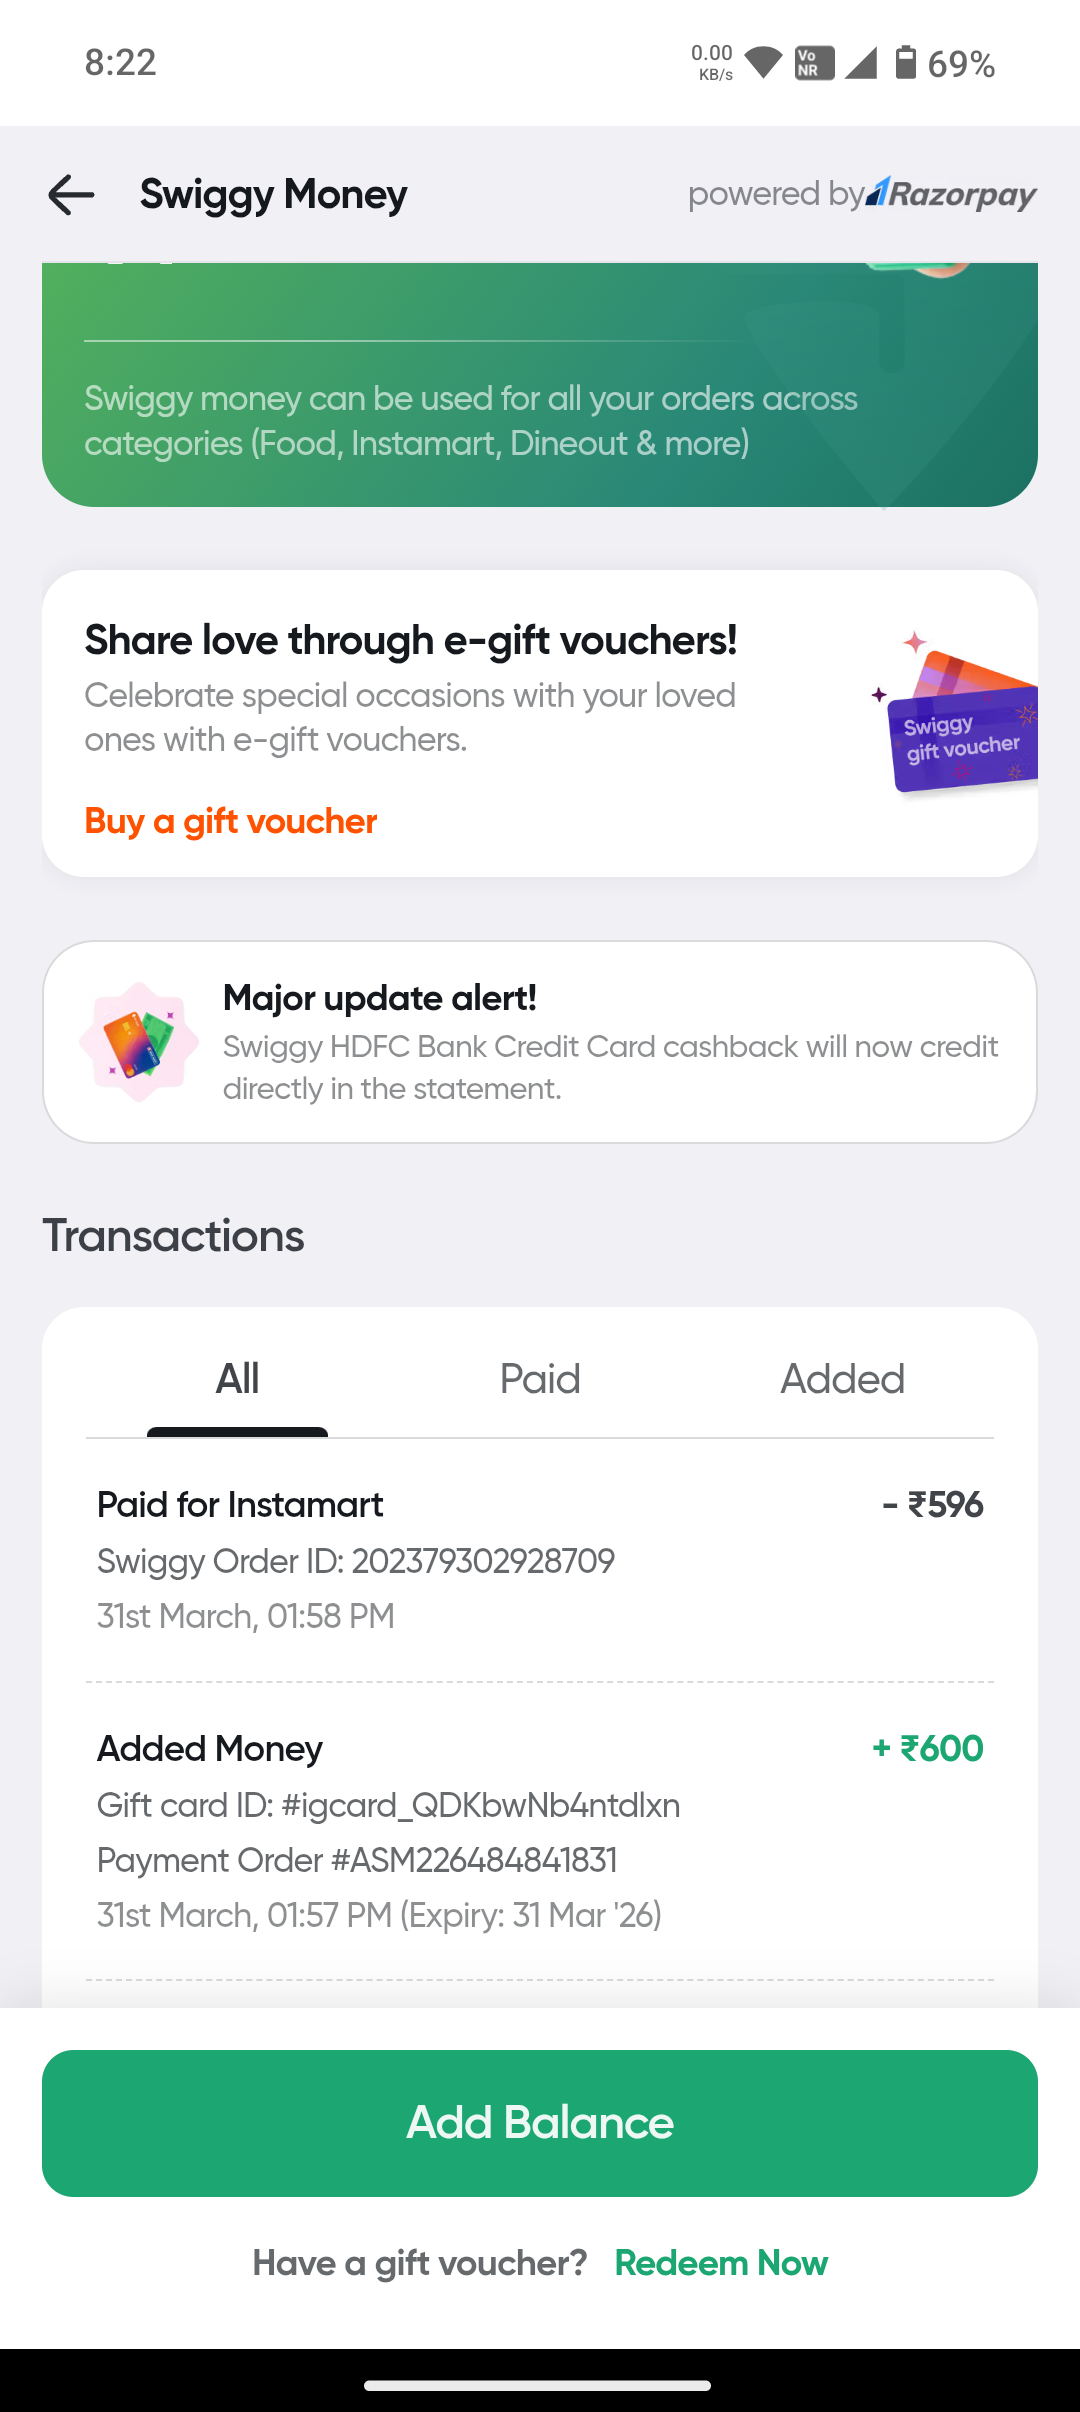 8:22
0.00
KB/s
Vo
NR
69%
Swiggy Money
powered by Razorpay
Swiggy money can be used for all your orders across
categories (Food, Instamart, Dineout & more)
Share love through e-gift vouchers!
Celebrate special occasions with your loved
ones with e-gift vouchers.
Swiggy
gift voucher
Buy a gift voucher
Major update alert!
Swiggy HDFC Bank Credit Card cashback will now credit
directly in the statement.
Transactions
All Paid Added
Paid for Instamart - ₹596
Swiggy Order ID: 202379302928709
31st March, 01:58 PM
Added Money + ₹600
Gift card ID: #igcard_QDKbwNb4ntdlxn
Payment Order #ASM226484841831
31st March, 01:57 PM (Expiry: 31 Mar '26)
Add Balance
Have a gift voucher? Redeem Now